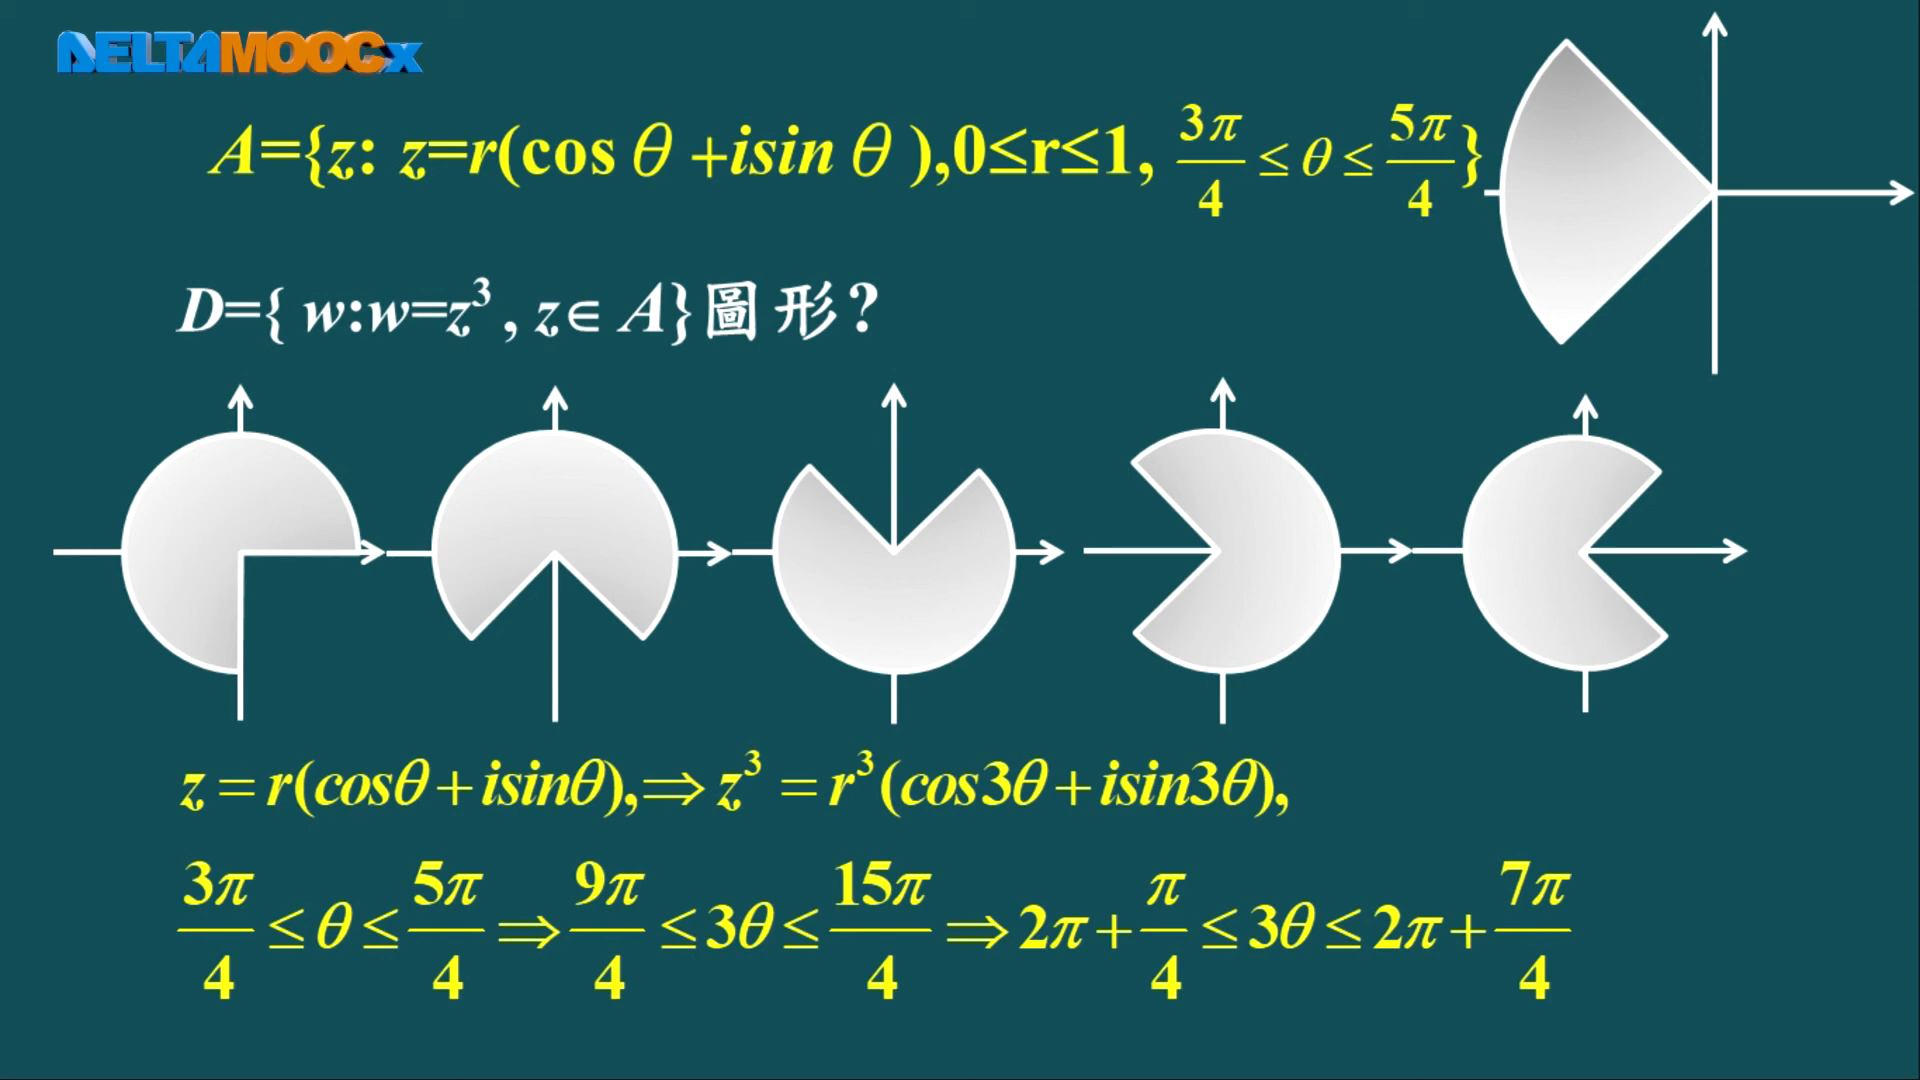 DELTAMOOCx
A={z: z=r(cos θ +isin θ ),0≤r≤1, 3π/4 ≤ θ ≤ 5π/4}
D={ w:w=z³ , z∈ A}圖形?
z = r(cosθ + isinθ),⇒ z³ = r³(cos3θ + isin3θ),
3π/4 ≤ θ ≤ 5π/4 ⇒ 9π/4 ≤ 3θ ≤ 15π/4 ⇒ 2π + π/4 ≤ 3θ ≤ 2π + 7π/4